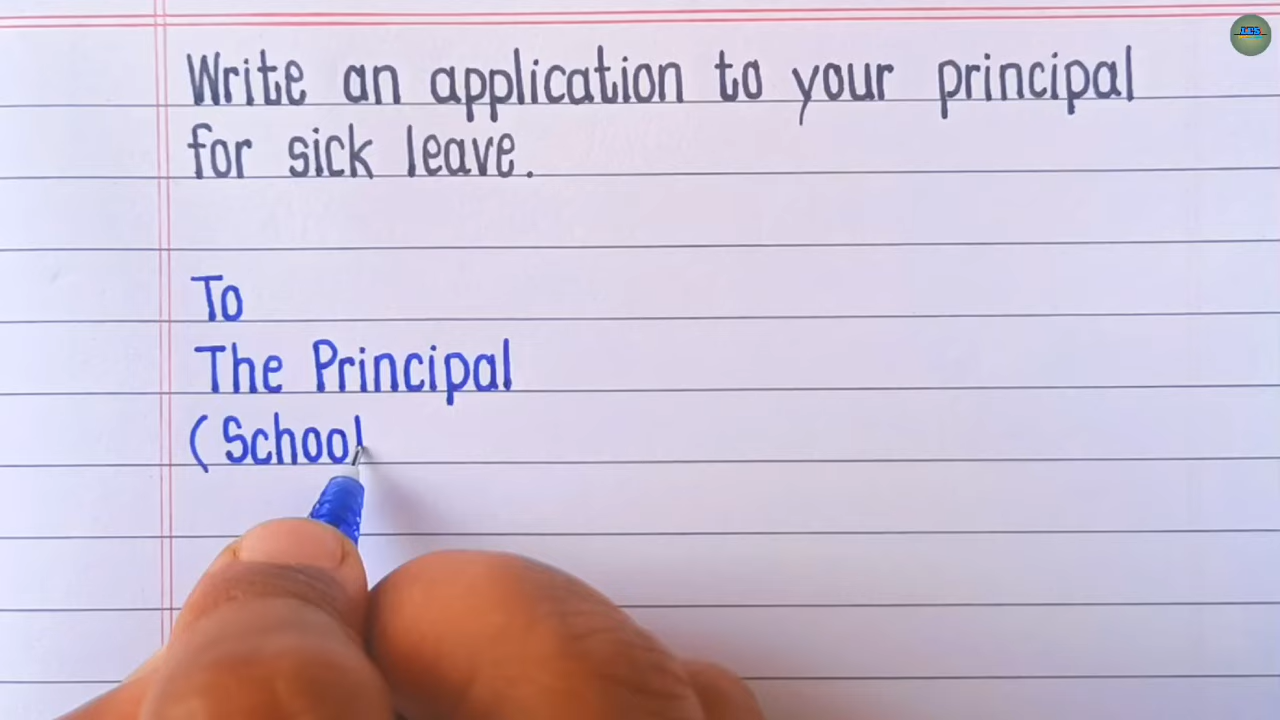 Write an application to your principal
for sick leave.
To
The Principal
(School